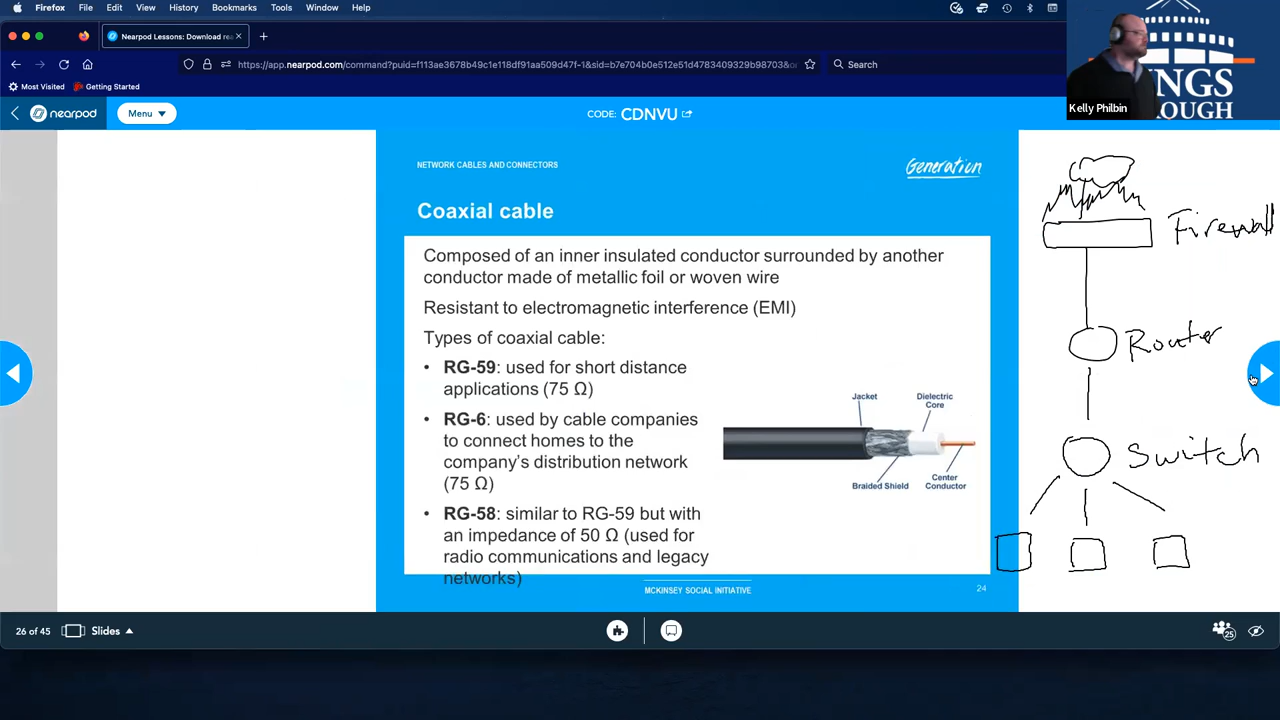 Firefox File Edit View History Bookmarks Tools Window Help
Nearpod Lessons: Download rea
https://app.nearpod.com/command?puid=f113ae3678b49c1e118df91aa509d47f-1&sid=b7e704b0e512e51d4783409329b98703&
Search
Most Visited Getting Started
NGS
ROUGH
Kelly Philbin
nearpod Menu CODE: CDNVU
NETWORK CABLES AND CONNECTORS
Generation
Coaxial cable
Composed of an inner insulated conductor surrounded by another
conductor made of metallic foil or woven wire
Resistant to electromagnetic interference (EMI)
Types of coaxial cable:
• RG-59: used for short distance
applications (75 Ω)
• RG-6: used by cable companies
to connect homes to the
company's distribution network
(75 Ω)
• RG-58: similar to RG-59 but with
an impedance of 50 Ω (used for
radio communications and legacy
networks)
Jacket
Dielectric
Core
Braided Shield
Center
Conductor
MCKINSEY SOCIAL INITIATIVE
24
Firewall
Router
Switch
26 of 45 Slides
25